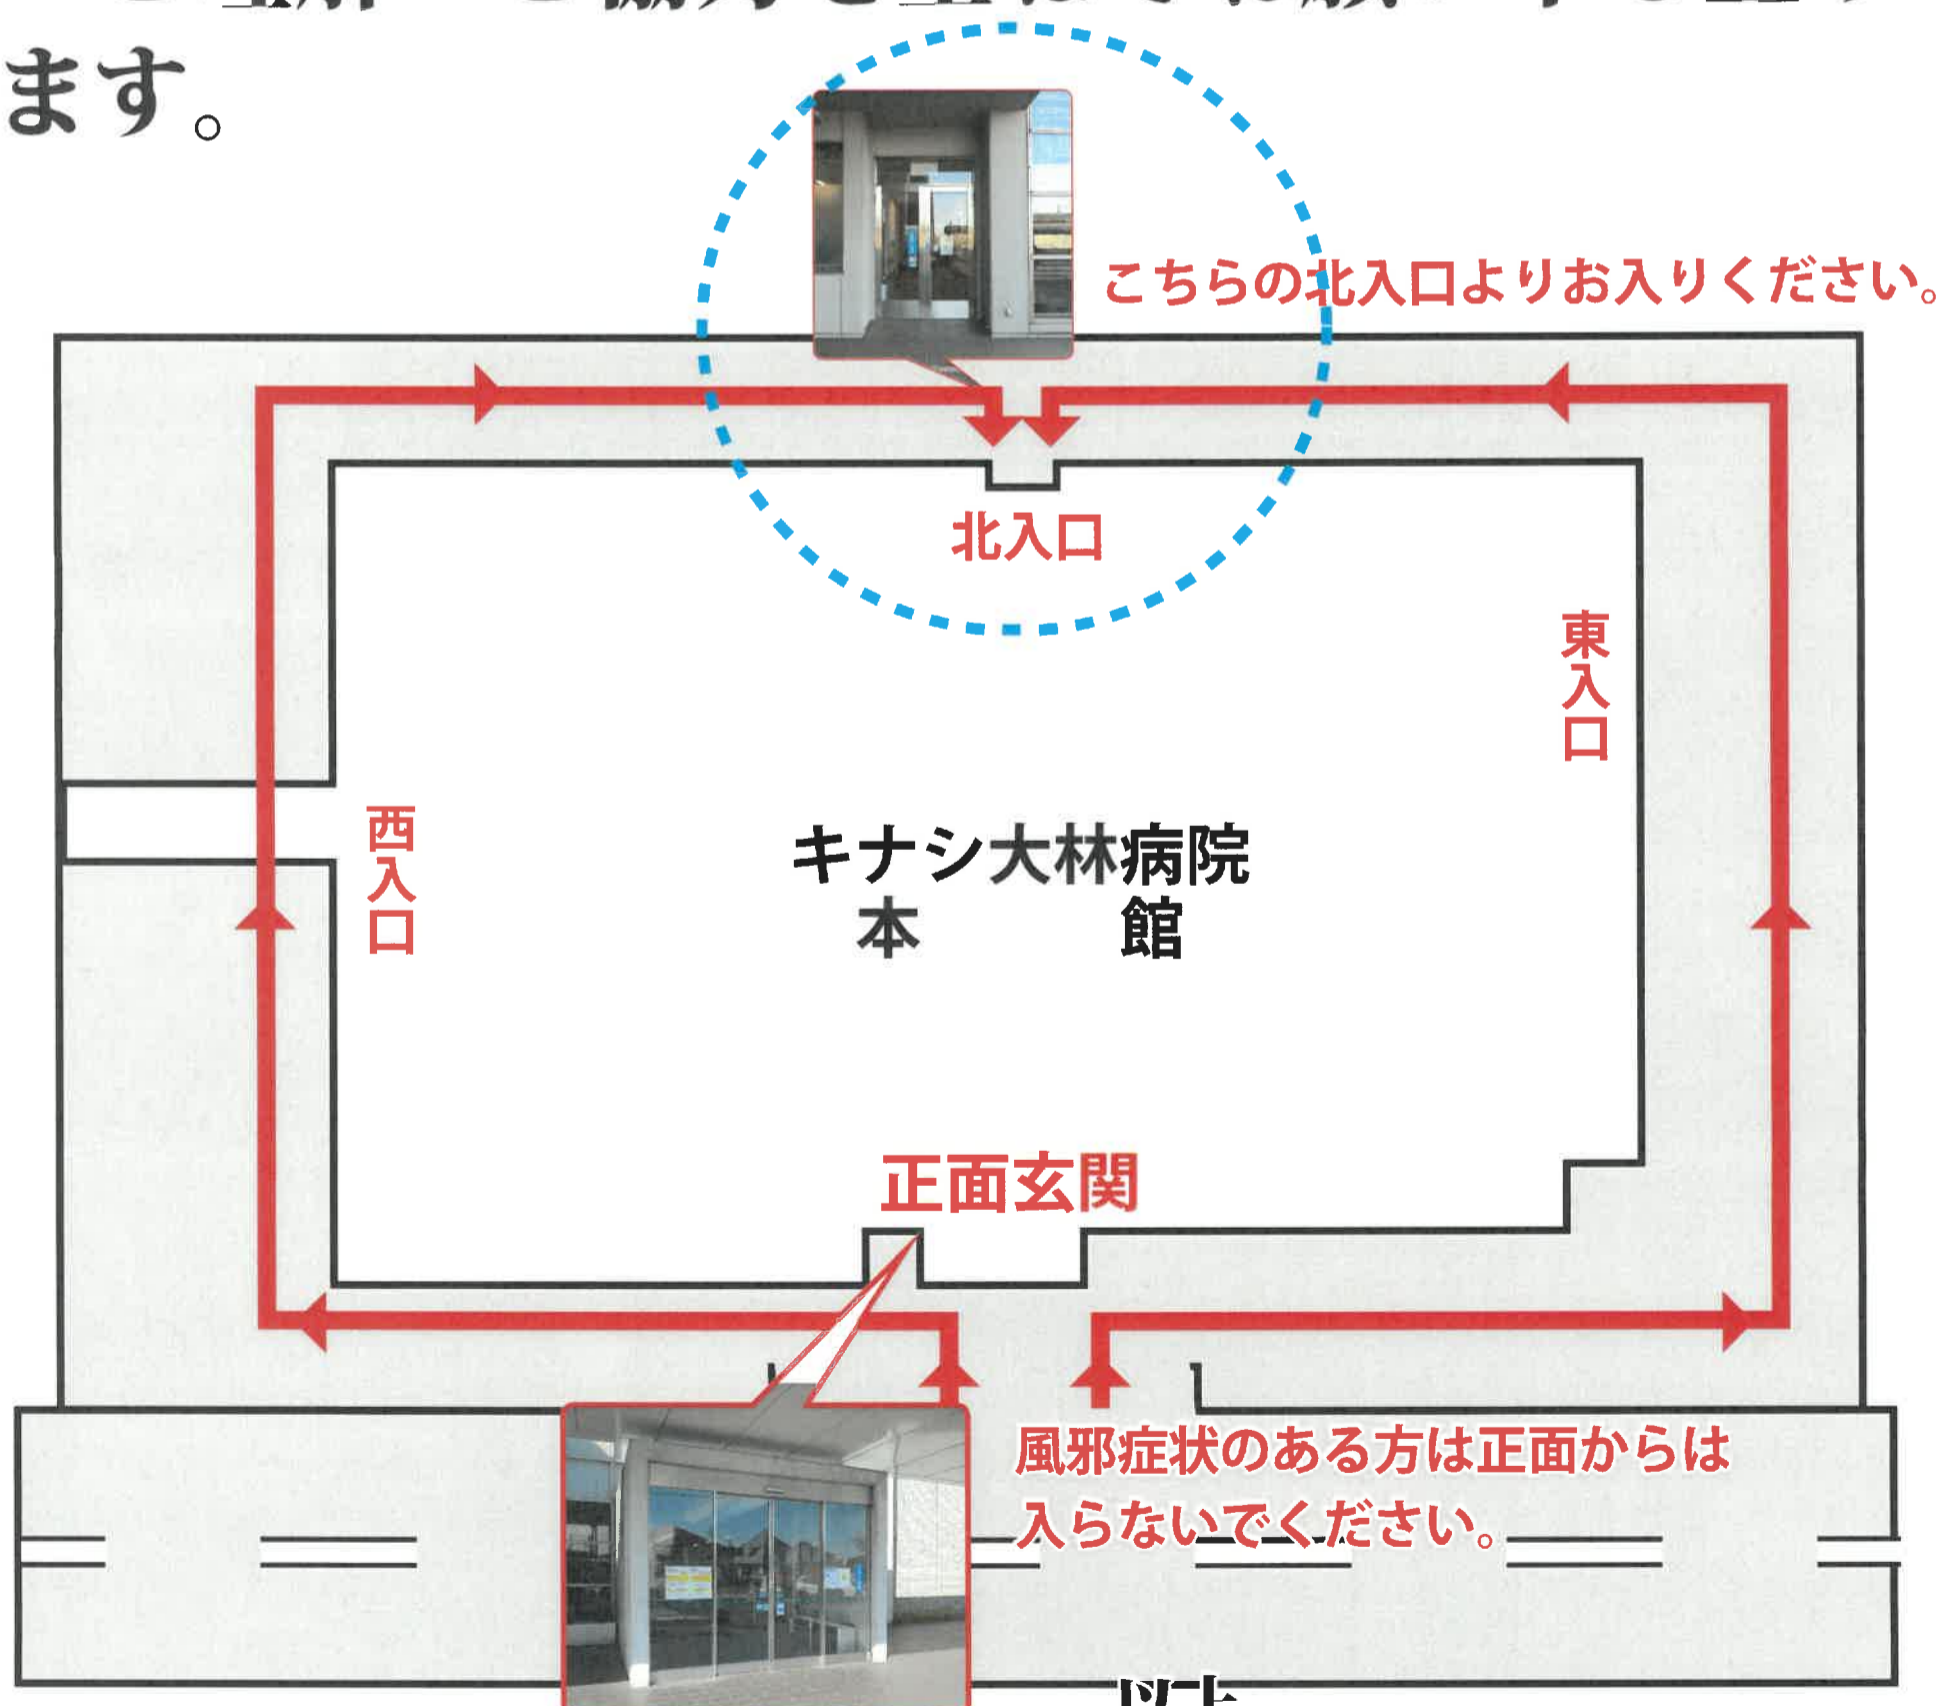 ます。
こちらの北入口よりお入りください。
北入口
東入口
西入口
キナシ大林病院
本 館
正面玄関
風邪症状のある方は正面からは
入らないでください。
以上